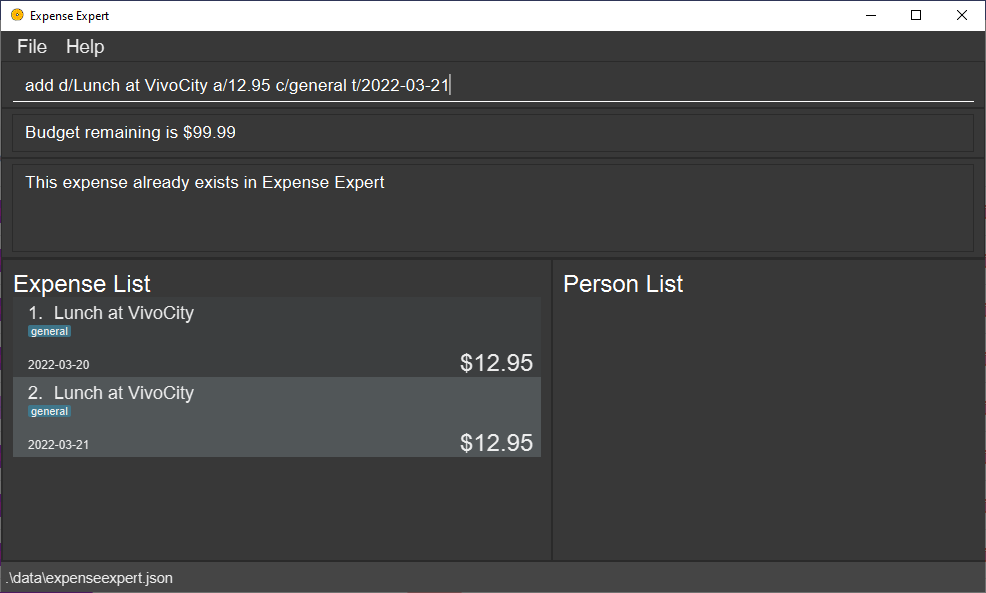 Expense Expert
File Help
add d/Lunch at VivoCity a/12.95 c/general t/2022-03-21
Budget remaining is $99.99
This expense already exists in Expense Expert
Expense List
1. Lunch at VivoCity
general
2022-03-20 $12.95
2. Lunch at VivoCity
general
2022-03-21 $12.95
Person List
.\data\expenseexpert.json